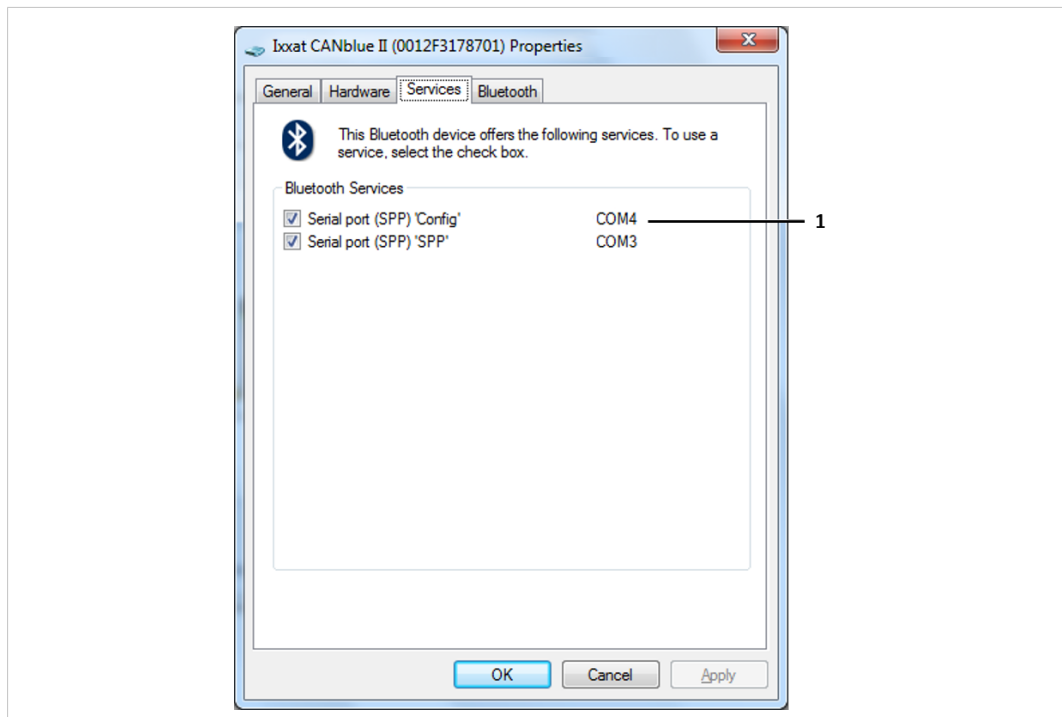 Ixxat CANblue II (0012F3178701) Properties
General Hardware Services Bluetooth
This Bluetooth device offers the following services. To use a
service, select the check box.
Bluetooth Services
Serial port (SPP) 'Config' COM4 1
Serial port (SPP) 'SPP' COM3
OK Cancel Apply